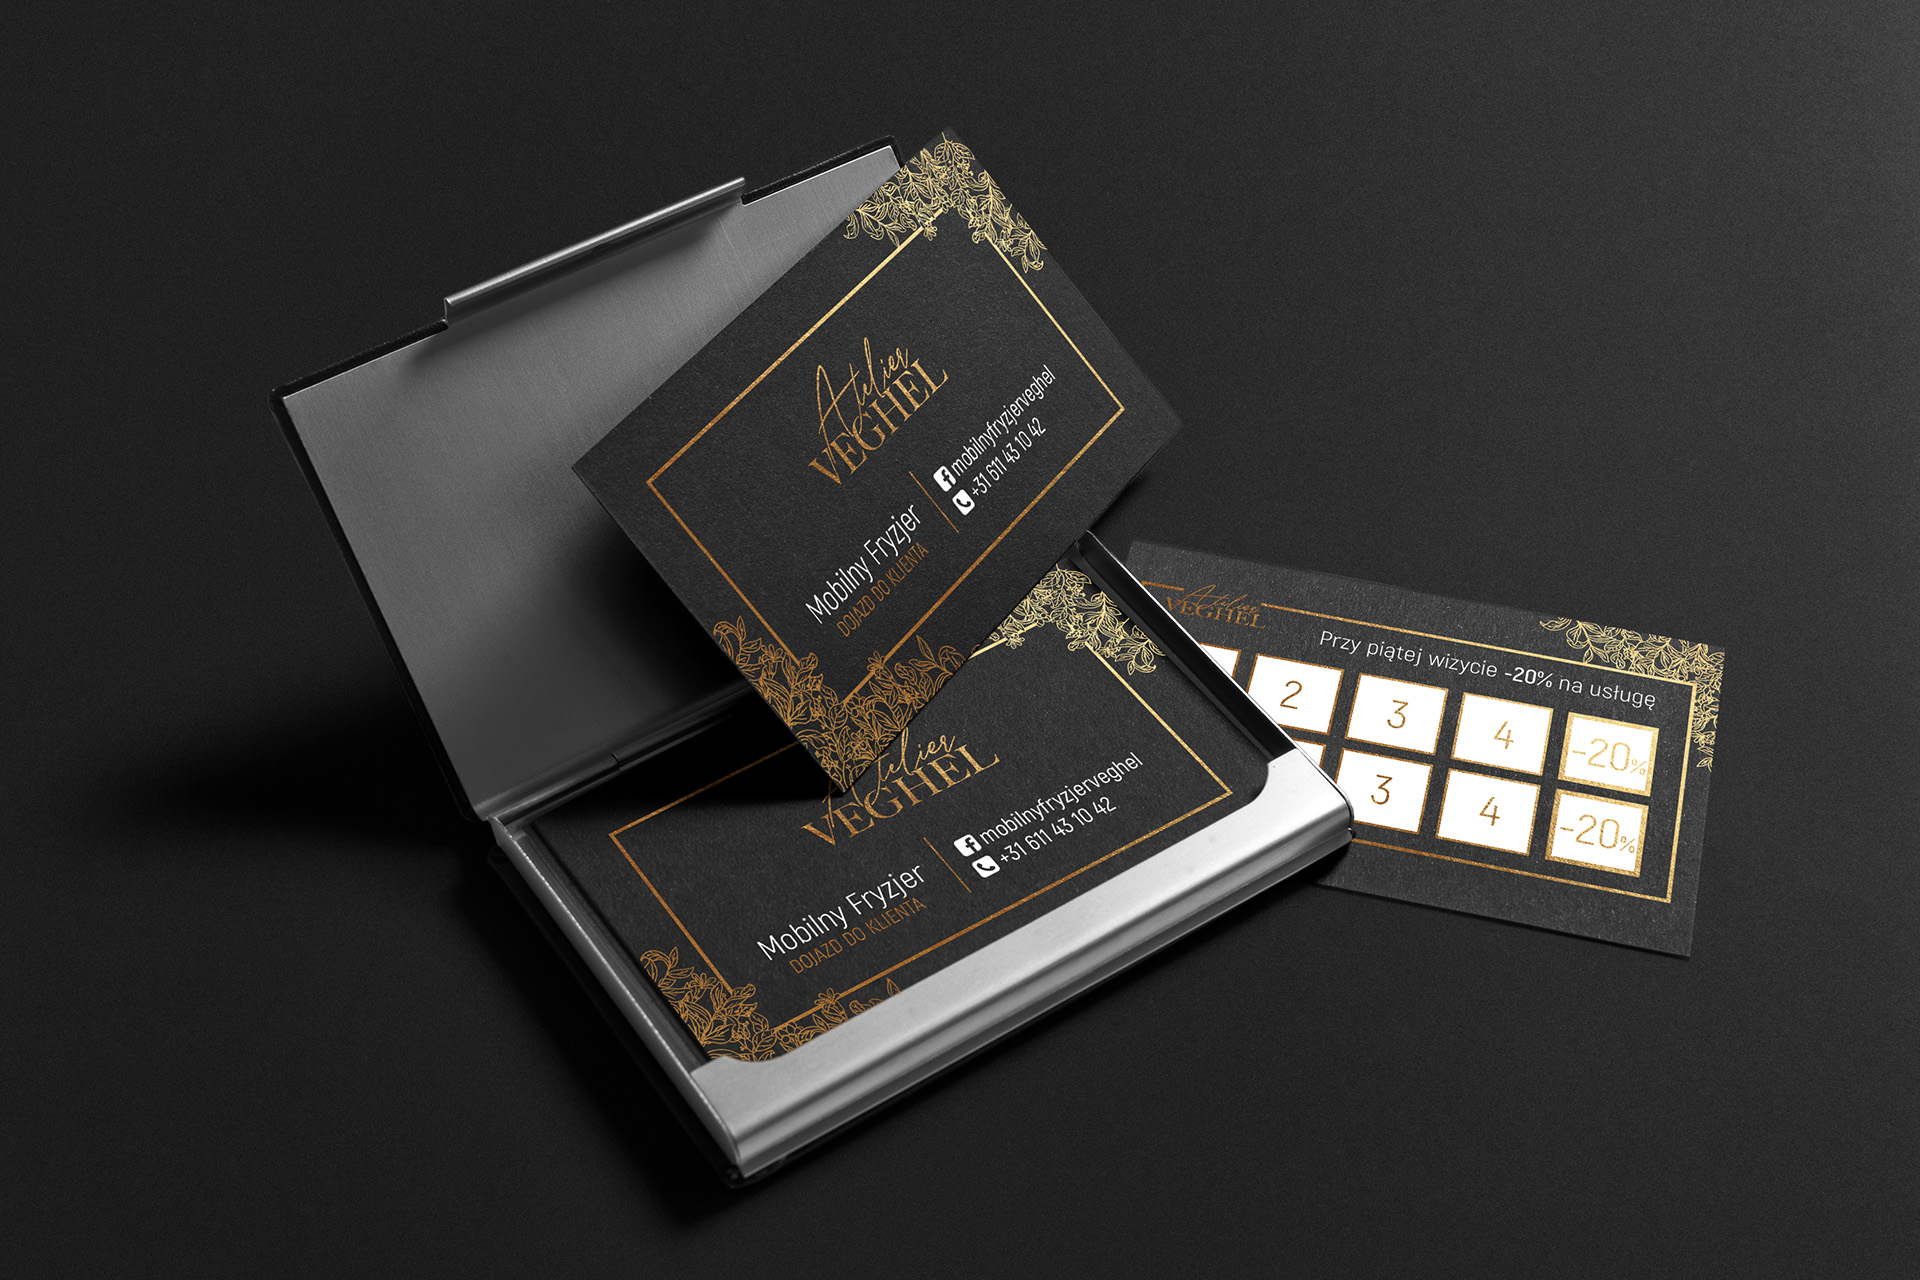 Atelier
VEGHEL
Mobilny Fryzjer
DOJAZD DO KLIENTA
mobilnyfryzjerveghel
+31 611 43 10 42
Atelier
VEGHEL
Mobilny Fryzjer
DOJAZD DO KLIENTA
mobilnyfryzjerveghel
+31 611 43 10 42
Atelier
VEGHEL
Przy piątej wizycie -20% na usługę
2 3 4 -20%
3 4 -20%